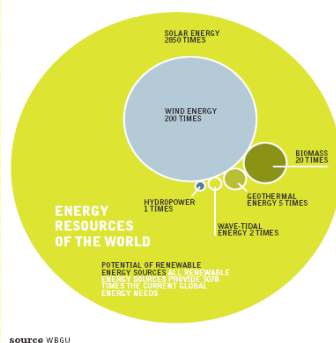 SOLAR ENERGY
2850 TIMES
WIND ENERGY
200 TIMES
BIOMASS
20 TIMES
HYDROPOWER
1 TIMES
GEOTHERMAL
ENERGY 5 TIMES
WAVE-TIDAL
ENERGY 2 TIMES
ENERGY
RESOURCES
OF THE WORLD
POTENTIAL OF RENEWABLE
ENERGY SOURCES ALL RENEWABLE
ENERGY SOURCES PROVIDE 3078
TIMES THE CURRENT GLOBAL
ENERGY NEEDS
source WBGU